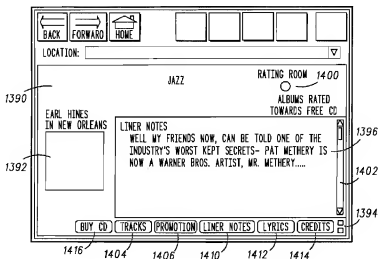 BACK FORWARD HOME
LOCATION:
JAZZ
RATING ROOM
1400
1390
ALBUMS RATED
TOWARDS FREE CD
EARL HINES
IN NEW ORLEANS
LINER NOTES
WELL MY FRIENDS NOW, CAN BE TOLD ONE OF THE
INDUSTRY'S WORST KEPT SECRETS- PAT METHERY IS
NOW A WARNER BROS. ARTIST, MR. METHERY.....
1396
1392
1402
1394
BUY CD TRACKS PROMOTION LINER NOTES LYRICS CREDITS
1416 1404 1406 1410 1412 1414